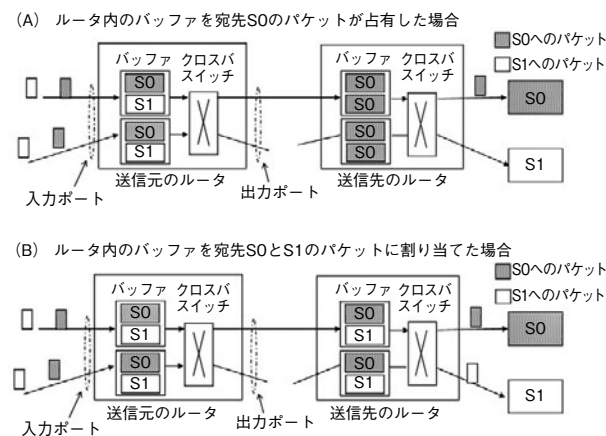 (A) ルータ内のバッファを宛先S0のパケットが占有した場合
S0へのパケット
S1へのパケット
バッファ
クロスバ
スイッチ
S0
S1
S0
S1
送信元のルータ
入力ポート
出力ポート
バッファ
クロスバ
スイッチ
S0
S0
S0
S0
送信先のルータ
S0
S1
(B) ルータ内のバッファを宛先S0とS1のパケットに割り当てた場合
S0へのパケット
S1へのパケット
バッファ
クロスバ
スイッチ
S0
S1
S0
S1
送信元のルータ
入力ポート
出力ポート
バッファ
クロスバ
スイッチ
S0
S1
S0
S1
送信先のルータ
S0
S1